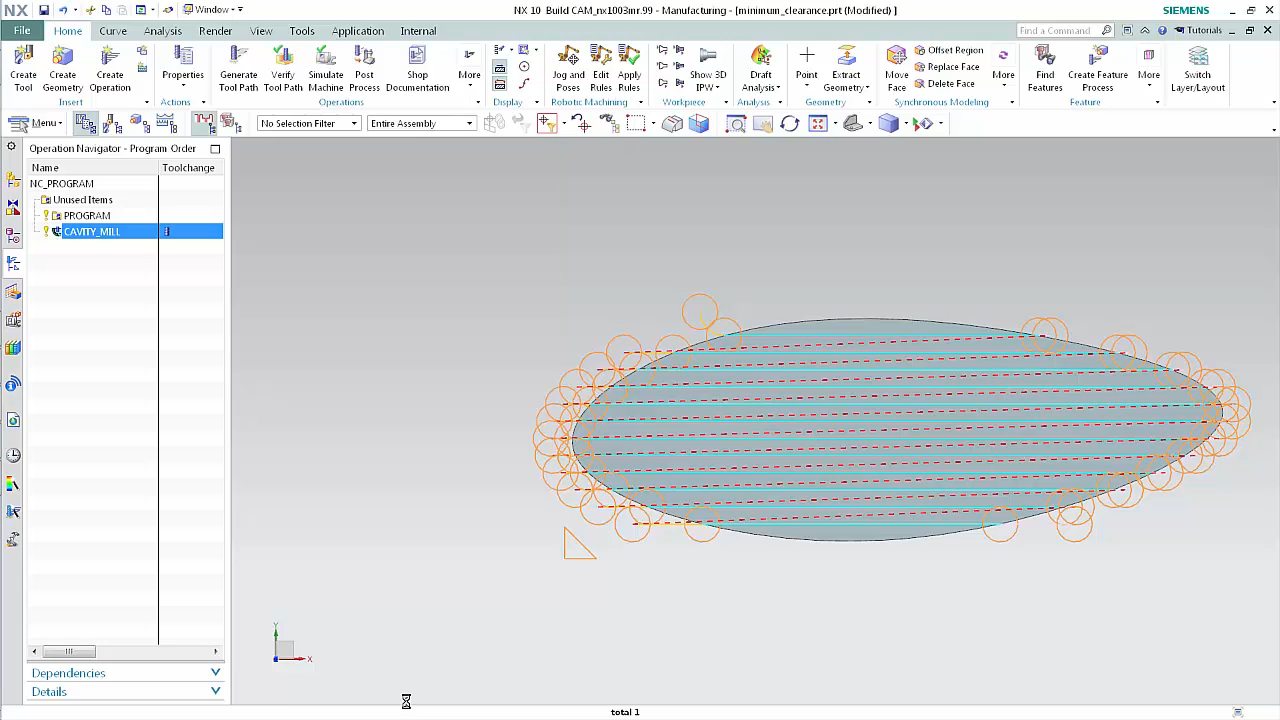 NX
Window
NX 10_Build CAM_nx1003mr.99 - Manufacturing - [minimum_clearance.prt (Modified) ]
SIEMENS
File
Home
Curve
Analysis
Render
View
Tools
Application
Internal
Find a Command
Tutorials
Create Tool
Create Geometry
Create Operation
Properties
Generate Tool Path
Verify Tool Path
Simulate Machine
Post Process
Shop Documentation
More
Jog and Poses
Edit Rules
Apply Rules
Show 3D IPW
Draft Analysis
Point
Extract Geometry
Move Face
Offset Region
Replace Face
Delete Face
More
Find Features
Create Feature Process
More
Switch Layer/Layout
Insert
Actions
Operations
Display
Robotic Machining
Workpiece
Analysis
Geometry
Synchronous Modeling
Feature
Menu
No Selection Filter
Entire Assembly
Operation Navigator - Program Order
Name
Toolchange
NC_PROGRAM
Unused Items
PROGRAM
CAVITY_MILL
Y
X
Dependencies
Details
total 1